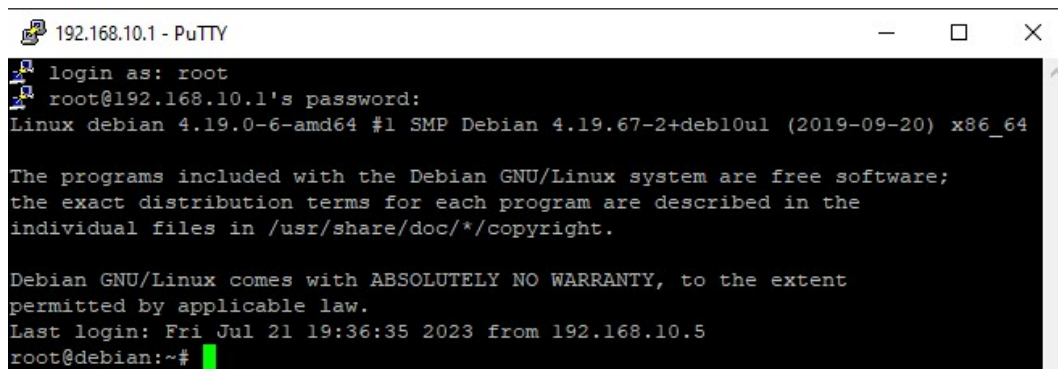 192.168.10.1 - PuTTY
login as: root
root@192.168.10.1's password:
Linux debian 4.19.0-6-amd64 #1 SMP Debian 4.19.67-2+deb10u1 (2019-09-20) x86_64
The programs included with the Debian GNU/Linux system are free software;
the exact distribution terms for each program are described in the
individual files in /usr/share/doc/*/copyright.
Debian GNU/Linux comes with ABSOLUTELY NO WARRANTY, to the extent
permitted by applicable law.
Last login: Fri Jul 21 19:36:35 2023 from 192.168.10.5
root@debian:~#